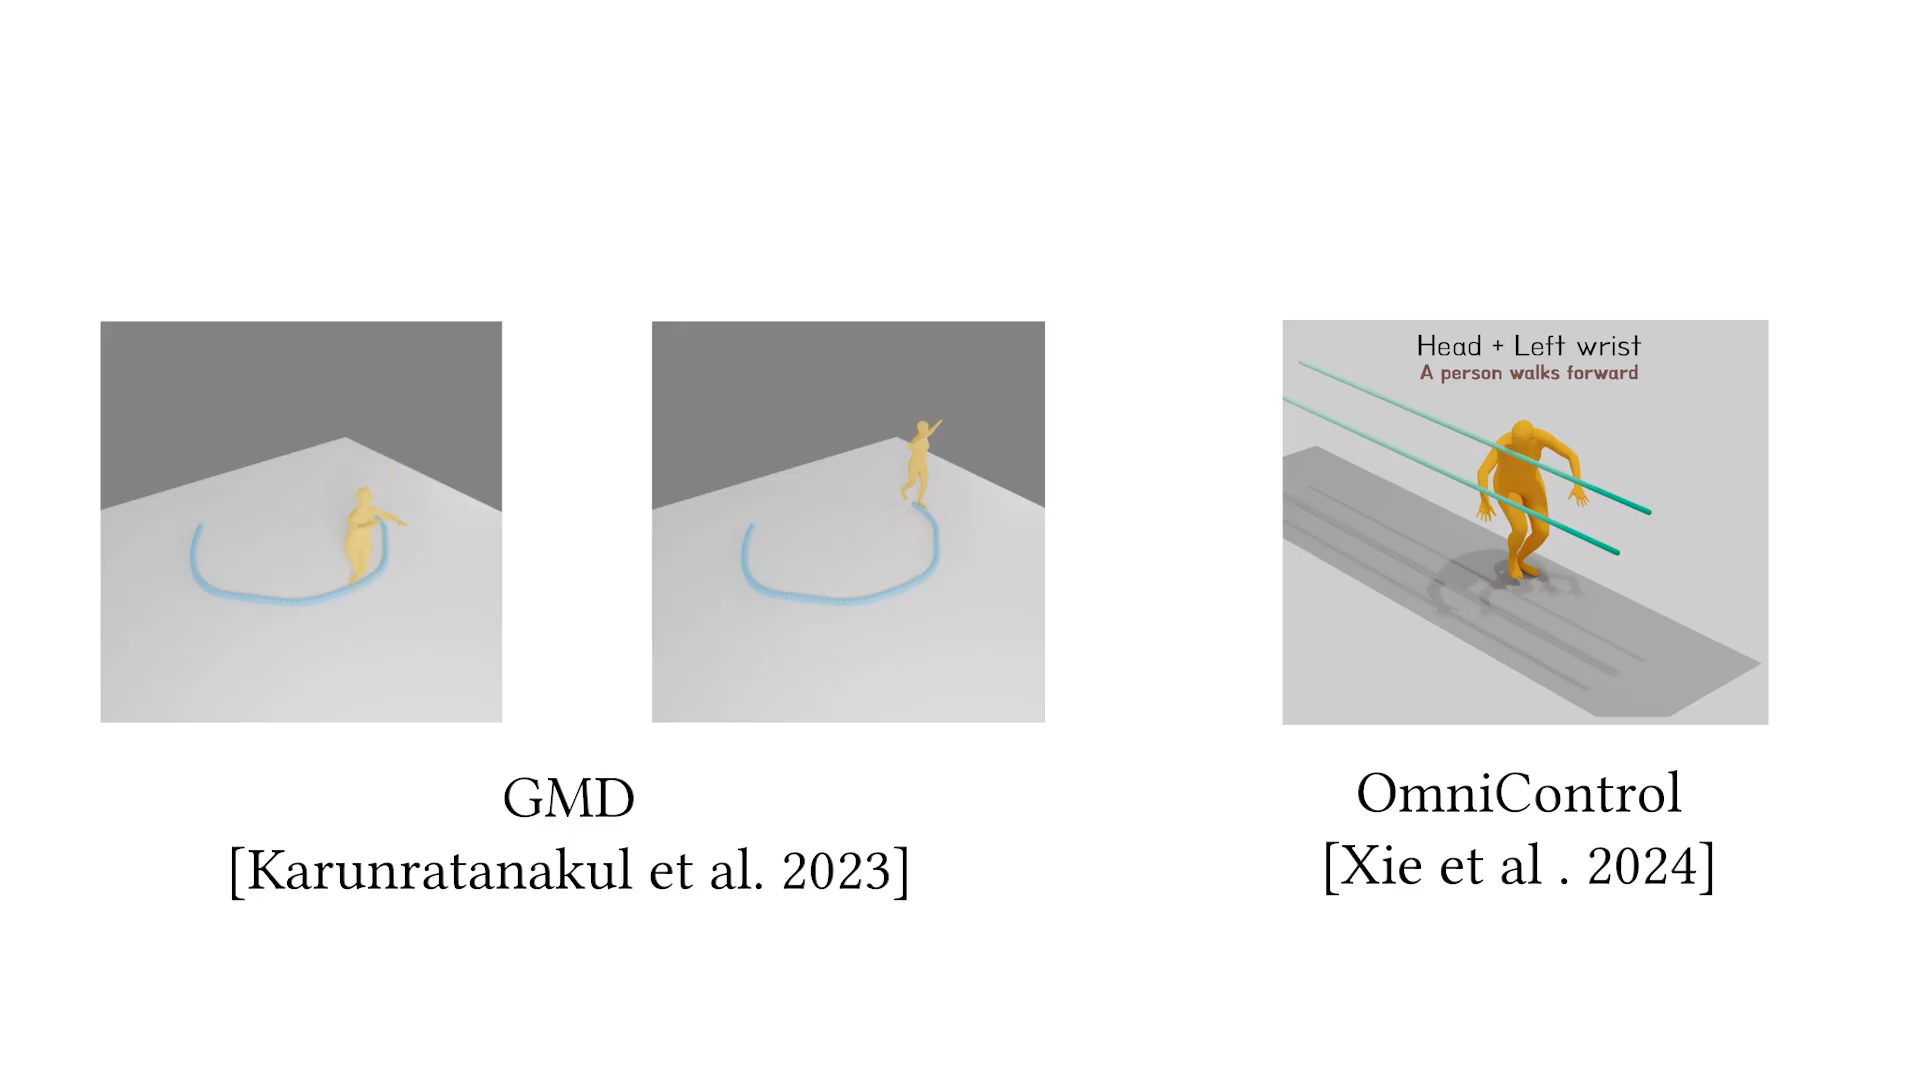 Head + Left wrist
A person walks forward
GMD
[Karunratanakul et al. 2023]
OmniControl
[Xie et al . 2024]